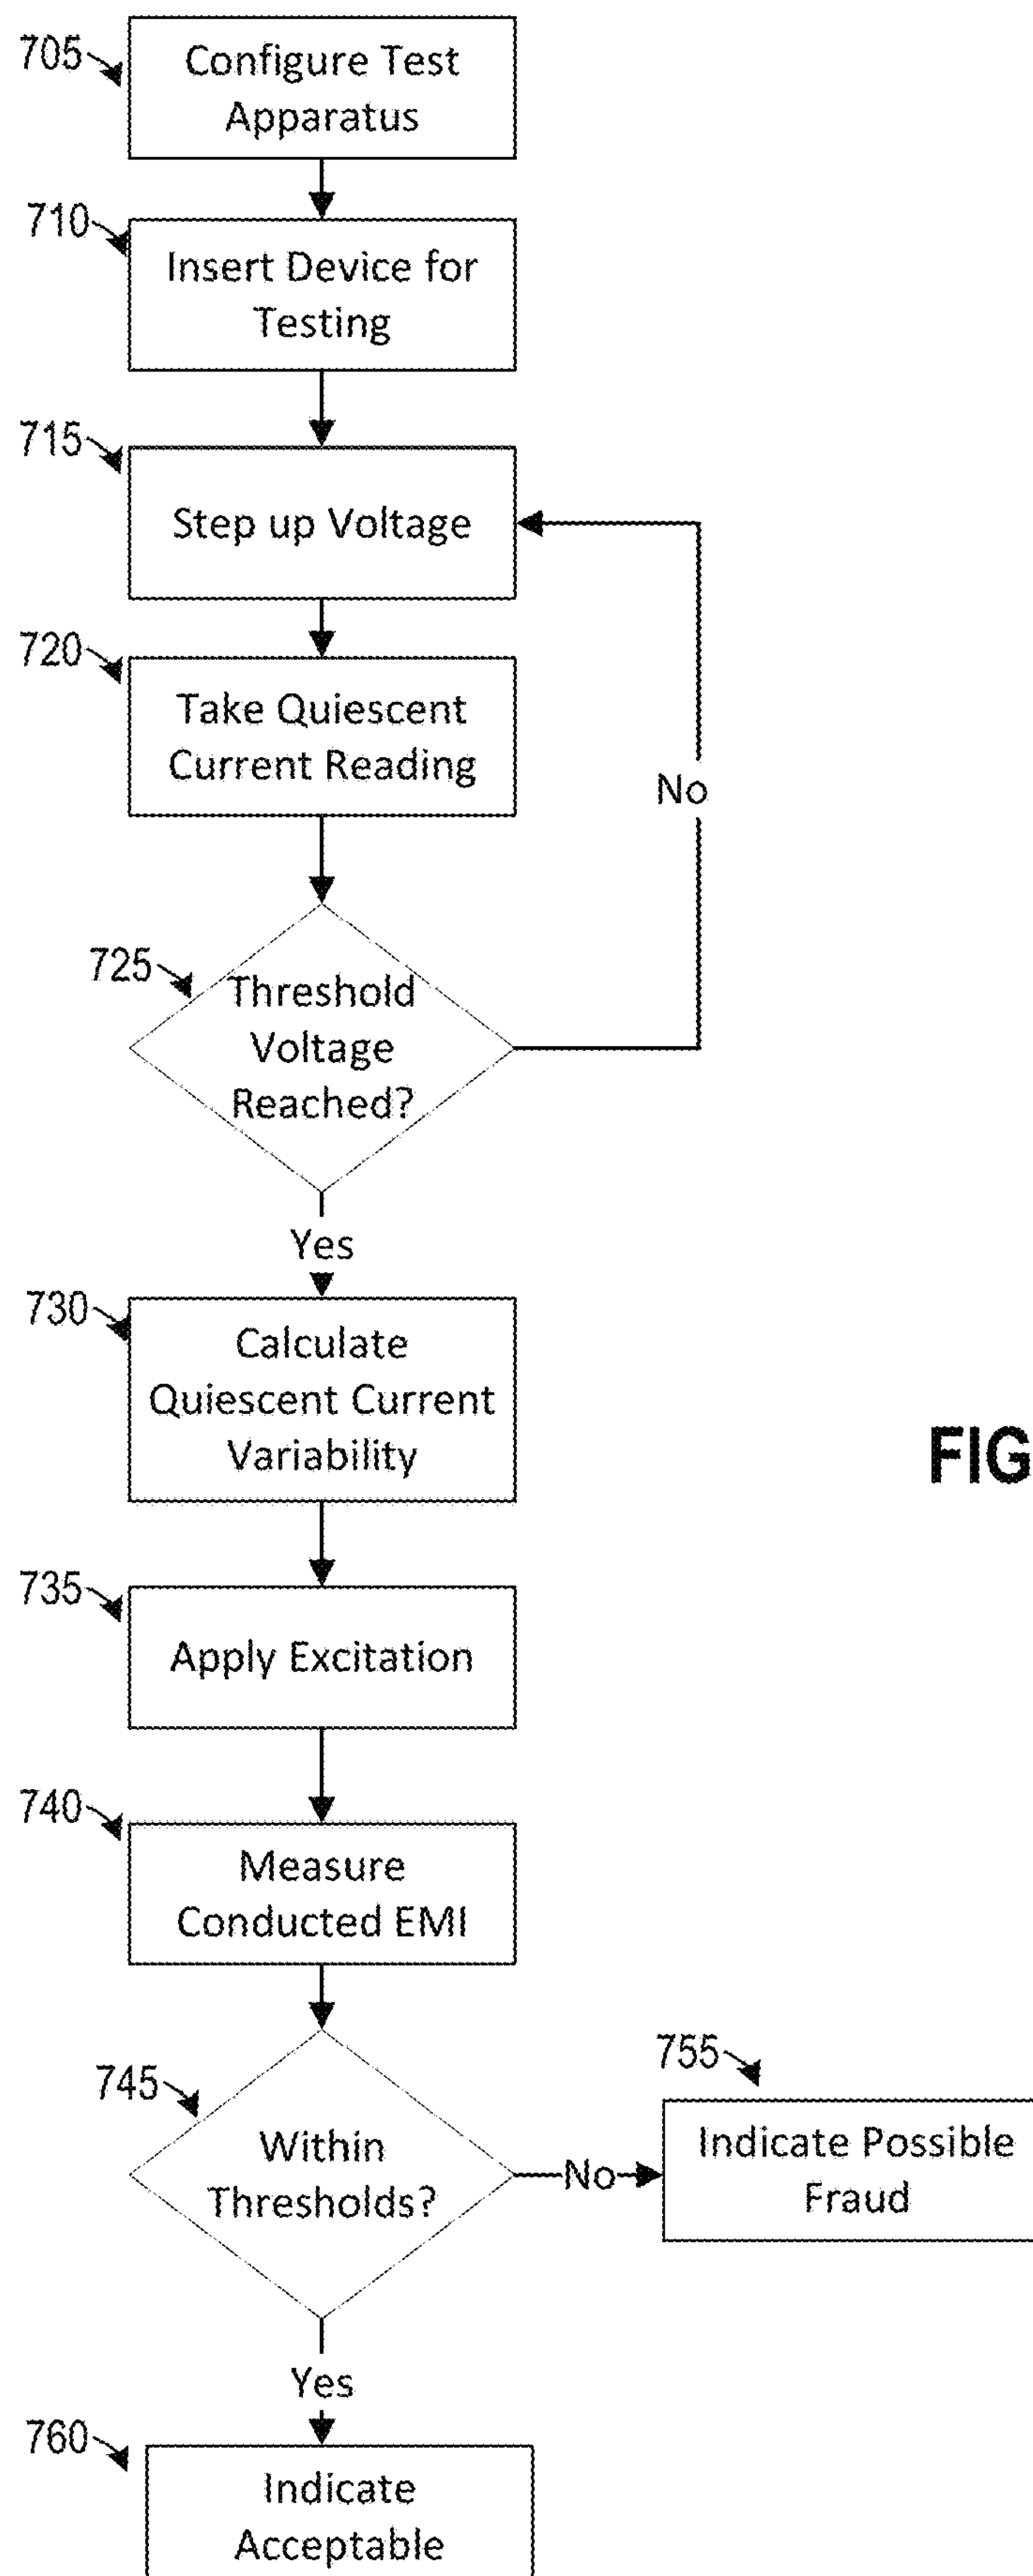 705
Configure Test
Apparatus
710
Insert Device for
Testing
715
Step up Voltage
720
Take Quiescent
Current Reading
No
725
Threshold
Voltage
Reached?
Yes
730
Calculate
Quiescent Current
Variability
FIG
735
Apply Excitation
740
Measure
Conducted EMI
745
Within
Thresholds?
No
755
Indicate Possible
Fraud
Yes
760
Indicate
Acceptable